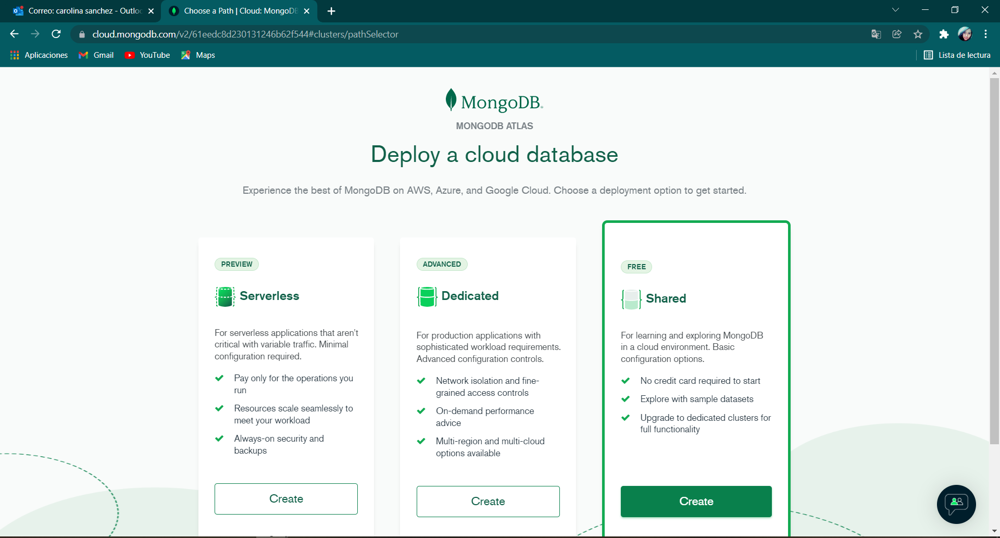 Correo: carolina sanchez - Outloo
Choose a Path | Cloud: MongoDB
cloud.mongodb.com/v2/61eedc8d230131246b62f544#clusters/pathSelector
Aplicaciones
Gmail
YouTube
Maps
Lista de lectura
MongoDB.
MONGODB ATLAS
Deploy a cloud database
Experience the best of MongoDB on AWS, Azure, and Google Cloud. Choose a deployment option to get started.
PREVIEW
Serverless
For serverless applications that aren't
critical with variable traffic. Minimal
configuration required.
Pay only for the operations you
run
Resources scale seamlessly to
meet your workload
Always-on security and
backups
Create
ADVANCED
Dedicated
For production applications with
sophisticated workload requirements.
Advanced configuration controls.
Network isolation and fine-
grained access controls
On-demand performance
advice
Multi-region and multi-cloud
options available
Create
FREE
Shared
For learning and exploring MongoDB
in a cloud environment. Basic
configuration options.
No credit card required to start
Explore with sample datasets
Upgrade to dedicated clusters for
full functionality
Create